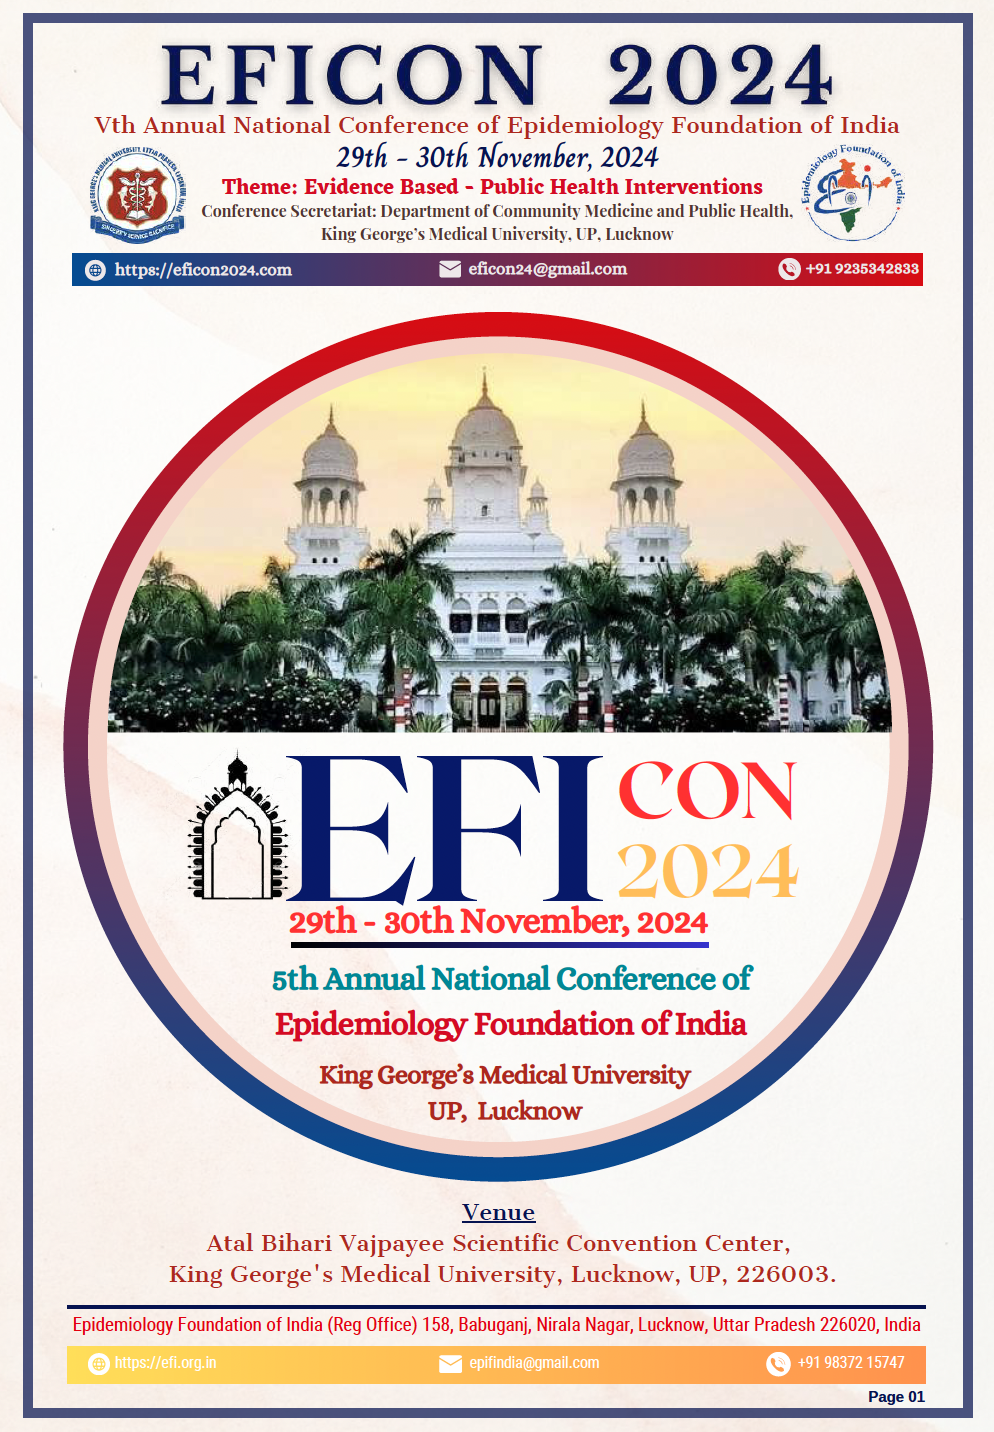 EFICON 2024
Vth Annual National Conference of Epidemiology Foundation of India
29th - 30th November, 2024
Theme: Evidence Based - Public Health Interventions
Conference Secretariat: Department of Community Medicine and Public Health,
King George's Medical University, UP, Lucknow
KING GEORGE'S MEDICAL UNIVERSITY, UTTAR PRADESH, LUCKNOW, INDIA
SINCERITY SERVICE SACRIFICE
Epidemiology Foundation of India
https://eficon2024.com eficon24@gmail.com +91 9235342833
EFI CON
2024
29th - 30th November, 2024
5th Annual National Conference of
Epidemiology Foundation of India
King George's Medical University
UP, Lucknow
Venue
Atal Bihari Vajpayee Scientific Convention Center,
King George's Medical University, Lucknow, UP, 226003.
Epidemiology Foundation of India (Reg Office) 158, Babuganj, Nirala Nagar, Lucknow, Uttar Pradesh 226020, India
https://efi.org.in epifindia@gmail.com +91 98372 15747
Page 01